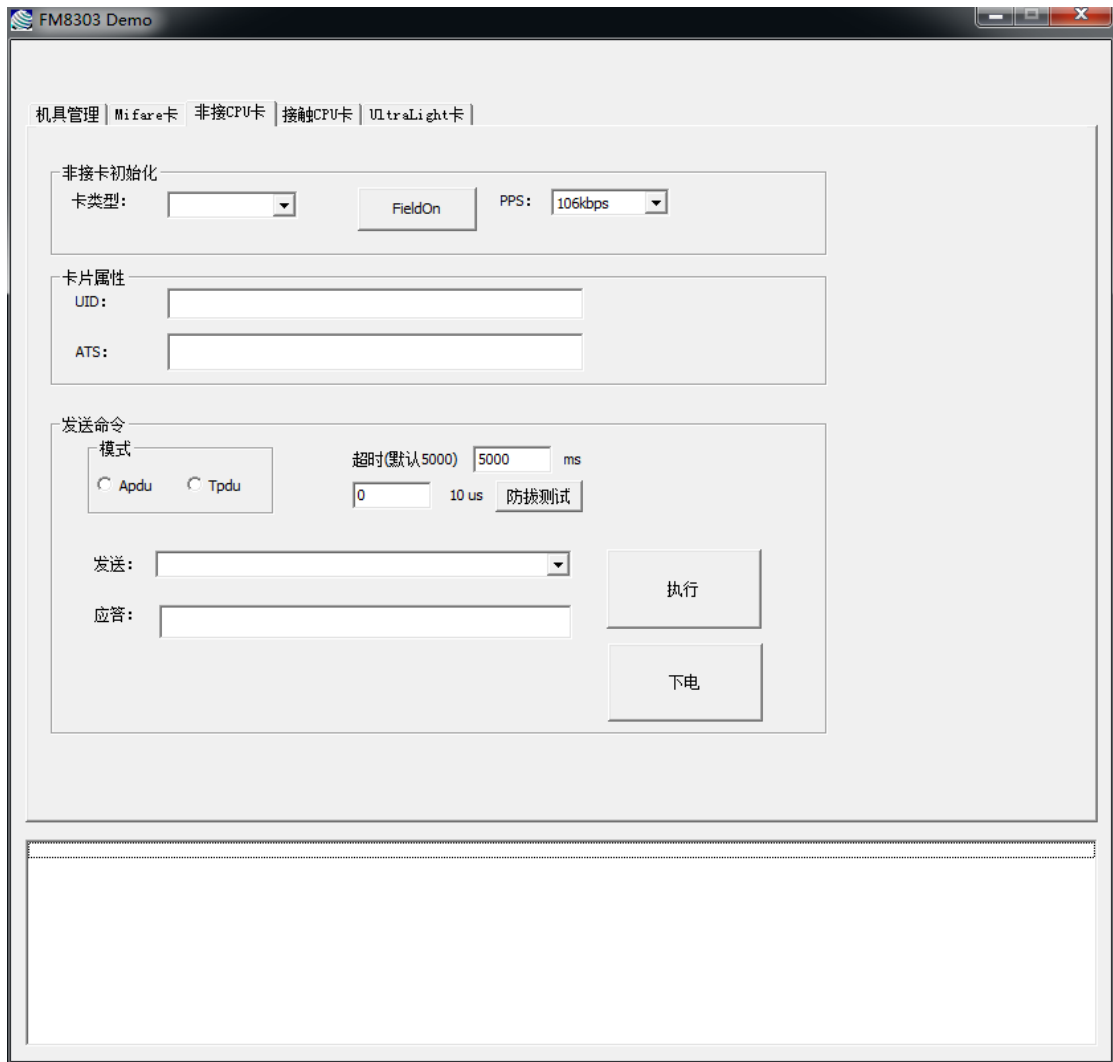 FM8303 Demo
机具管理 Mifare卡 非接CPU卡 接触CPU卡 UltraLight卡
非接卡初始化
卡类型: FieldOn PPS: 106kbps
卡片属性
UID:
ATS:
发送命令
模式
超时(默认5000) 5000 ms
Apdu Tpdu
0 10 us 防拔测试
发送:
执行
应答:
下电